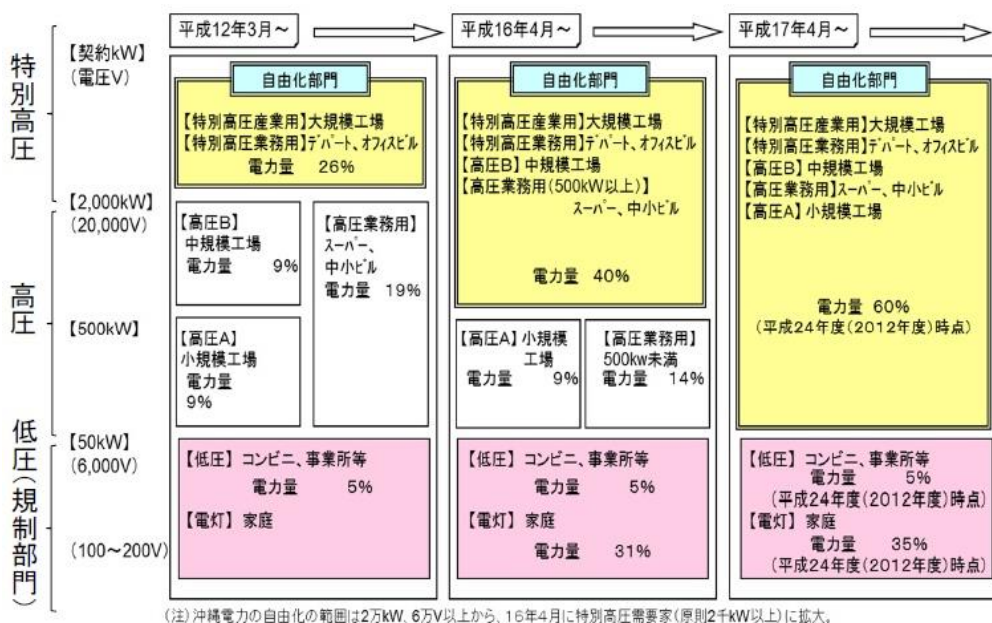 平成12年3月～
平成16年4月～
平成17年4月～
特別高圧
高圧
低圧(規制部門)
【契約kW】
(電圧V)
【2,000kW】
(20,000V)
【500kW】
【50kW】
(6,000V)
(100～200V)
自由化部門
【特別高圧産業用】大規模工場
【特別高圧業務用】ﾃﾞﾊﾟｰﾄ、ｵﾌｨｽﾋﾞﾙ
電力量 26%
【高圧B】
中規模工場
電力量 9%
【高圧業務用】
ｽｰﾊﾟｰ、
中小ﾋﾞﾙ
電力量 19%
【高圧A】
小規模工場
電力量
9%
【低圧】 コンビニ、事業所等
電力量 5%
【電灯】 家庭
自由化部門
【特別高圧産業用】大規模工場
【特別高圧業務用】ﾃﾞﾊﾟｰﾄ、ｵﾌｨｽﾋﾞﾙ
【高圧B】 中規模工場
【高圧業務用(500kW以上)】
ｽｰﾊﾟｰ、中小ﾋﾞﾙ
電力量 40%
【高圧A】 小規模
工場
電力量 9%
【高圧業務用】
500kw未満
電力量 14%
【低圧】 コンビニ、事業所等
電力量 5%
【電灯】 家庭
電力量 31%
自由化部門
【特別高圧産業用】大規模工場
【特別高圧業務用】ﾃﾞﾊﾟｰﾄ、ｵﾌｨｽﾋﾞﾙ
【高圧B】 中規模工場
【高圧業務用】ｽｰﾊﾟｰ、中小ﾋﾞﾙ
【高圧A】 小規模工場
電力量 60%
(平成24年度(2012年度)時点)
【低圧】 コンビニ、事業所等
電力量 5%
(平成24年度(2012年度)時点)
【電灯】 家庭
電力量 35%
(平成24年度(2012年度)時点)
(注) 沖縄電力の自由化の範囲は2万kW、6万V以上から、16年4月に特別高圧需要家(原則2千kW以上)に拡大。